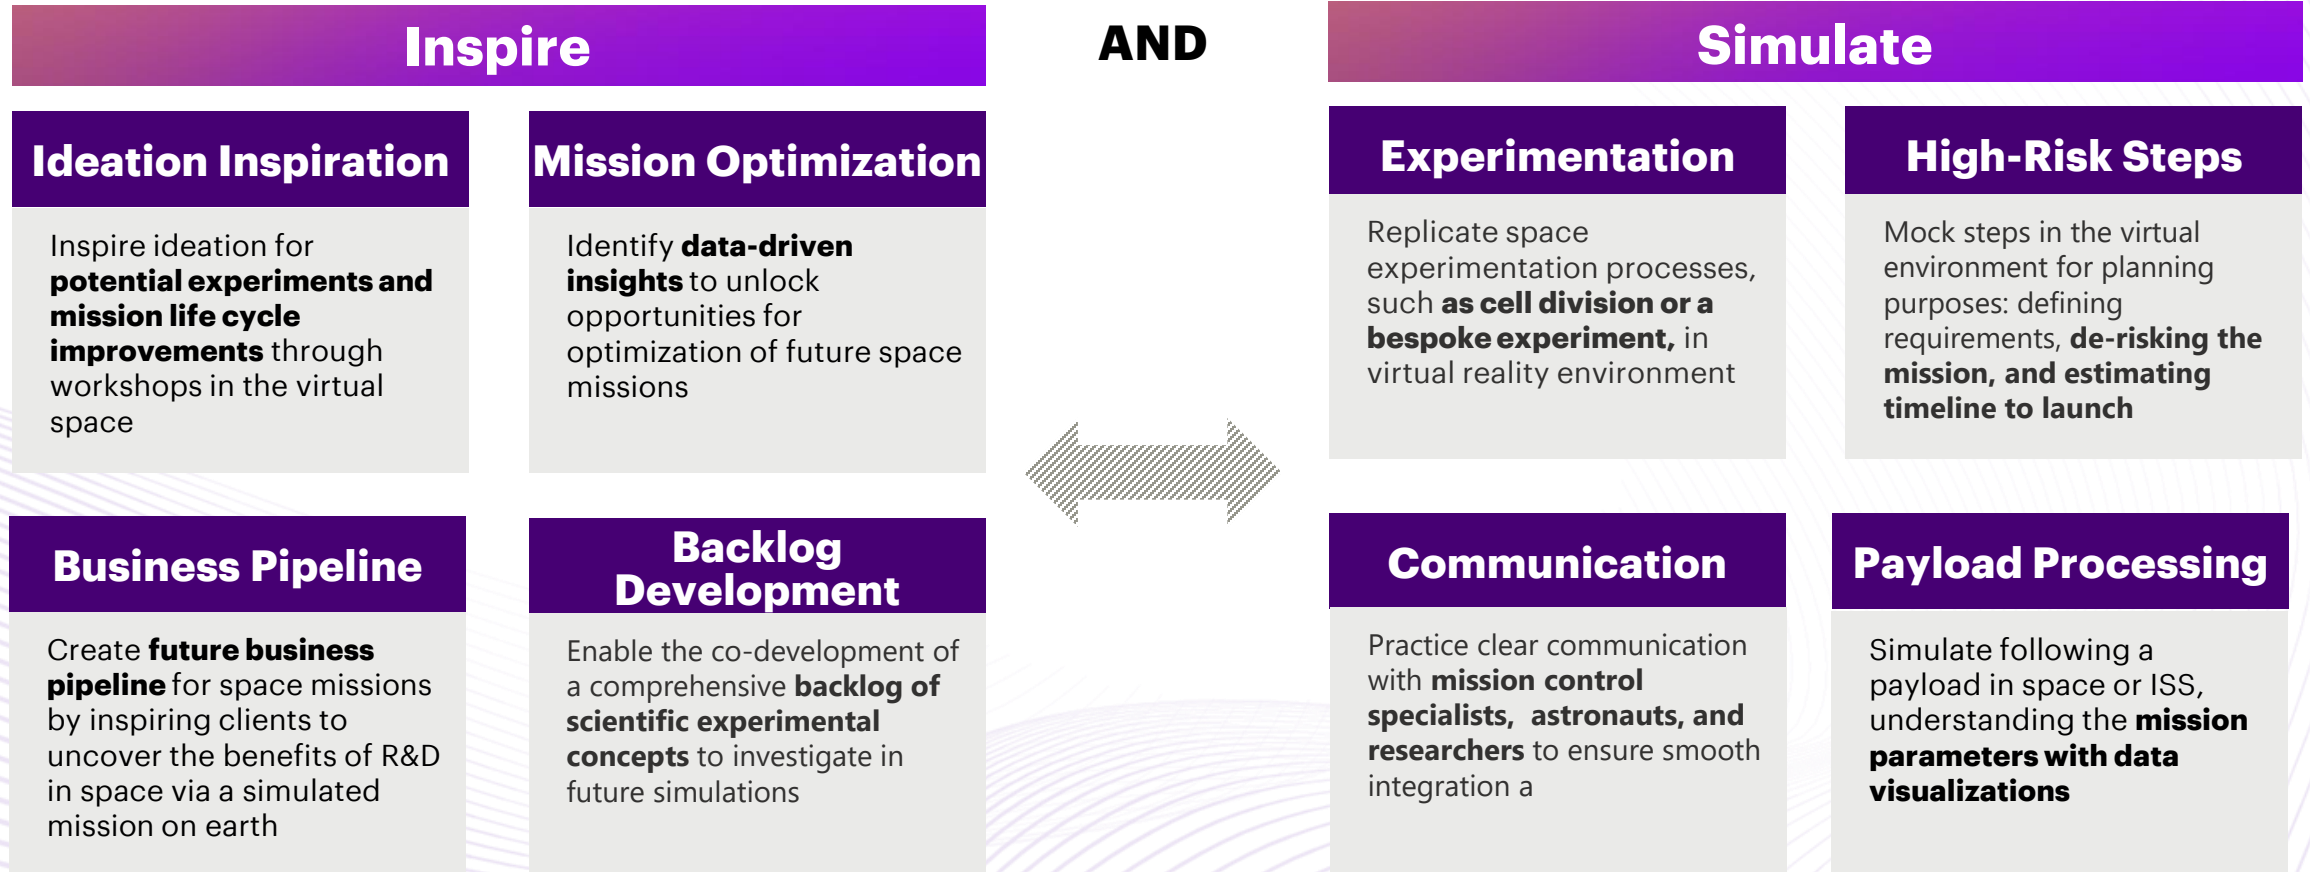 Inspire
AND
Simulate
Ideation Inspiration
Inspire ideation for
potential experiments and
mission life cycle
improvements through
workshops in the virtual
space
Mission Optimization
Identify data-driven
insights to unlock
opportunities for
optimization of future space
missions
Experimentation
Replicate space
experimentation processes,
such as cell division or a
bespoke experiment, in
virtual reality environment
High-Risk Steps
Mock steps in the virtual
environment for planning
purposes: defining
requirements, de-risking the
mission, and estimating
timeline to launch
Business Pipeline
Create future business
pipeline for space missions
by inspiring clients to
uncover the benefits of R&D
in space via a simulated
mission on earth
Backlog
Development
Enable the co-development of
a comprehensive backlog of
scientific experimental
concepts to investigate in
future simulations
Communication
Practice clear communication
with mission control
specialists, astronauts, and
researchers to ensure smooth
integration a
Payload Processing
Simulate following a
payload in space or ISS,
understanding the mission
parameters with data
visualizations